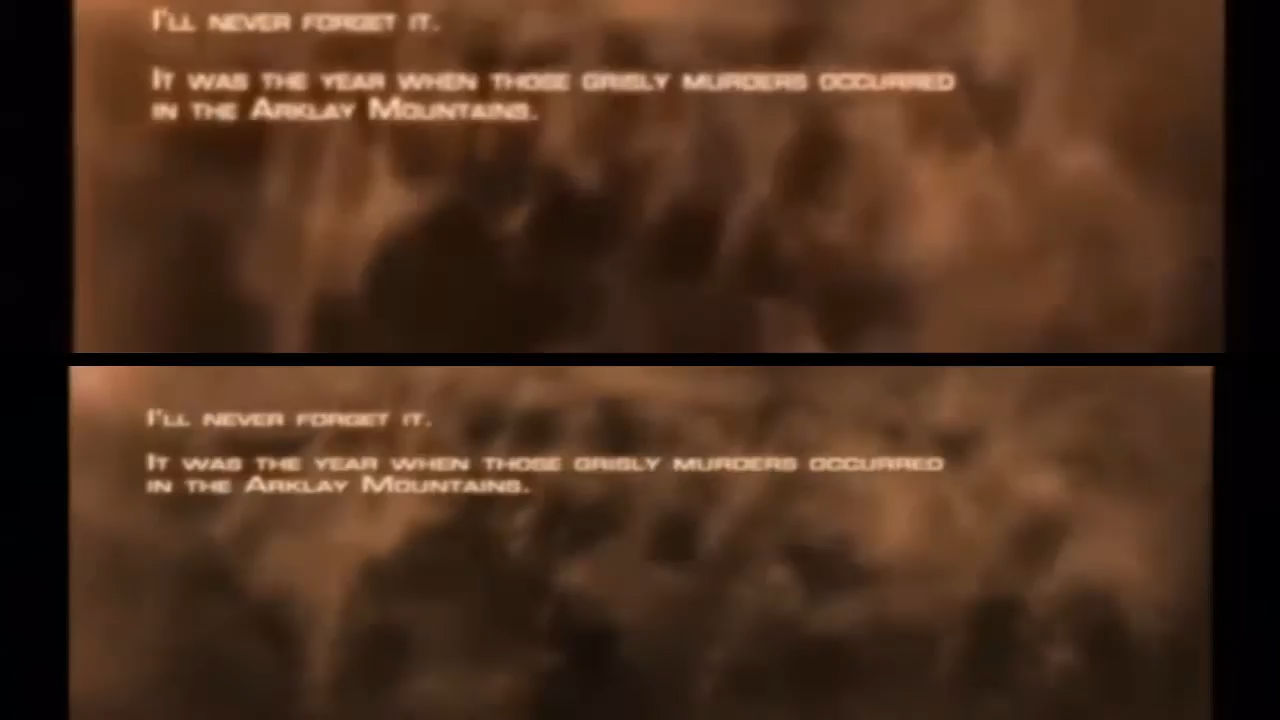 I'll never forget it.
It was the year when those grisly murders occurred
in the Arklay Mountains.
I'll never forget it.
It was the year when those grisly murders occurred
in the Arklay Mountains.